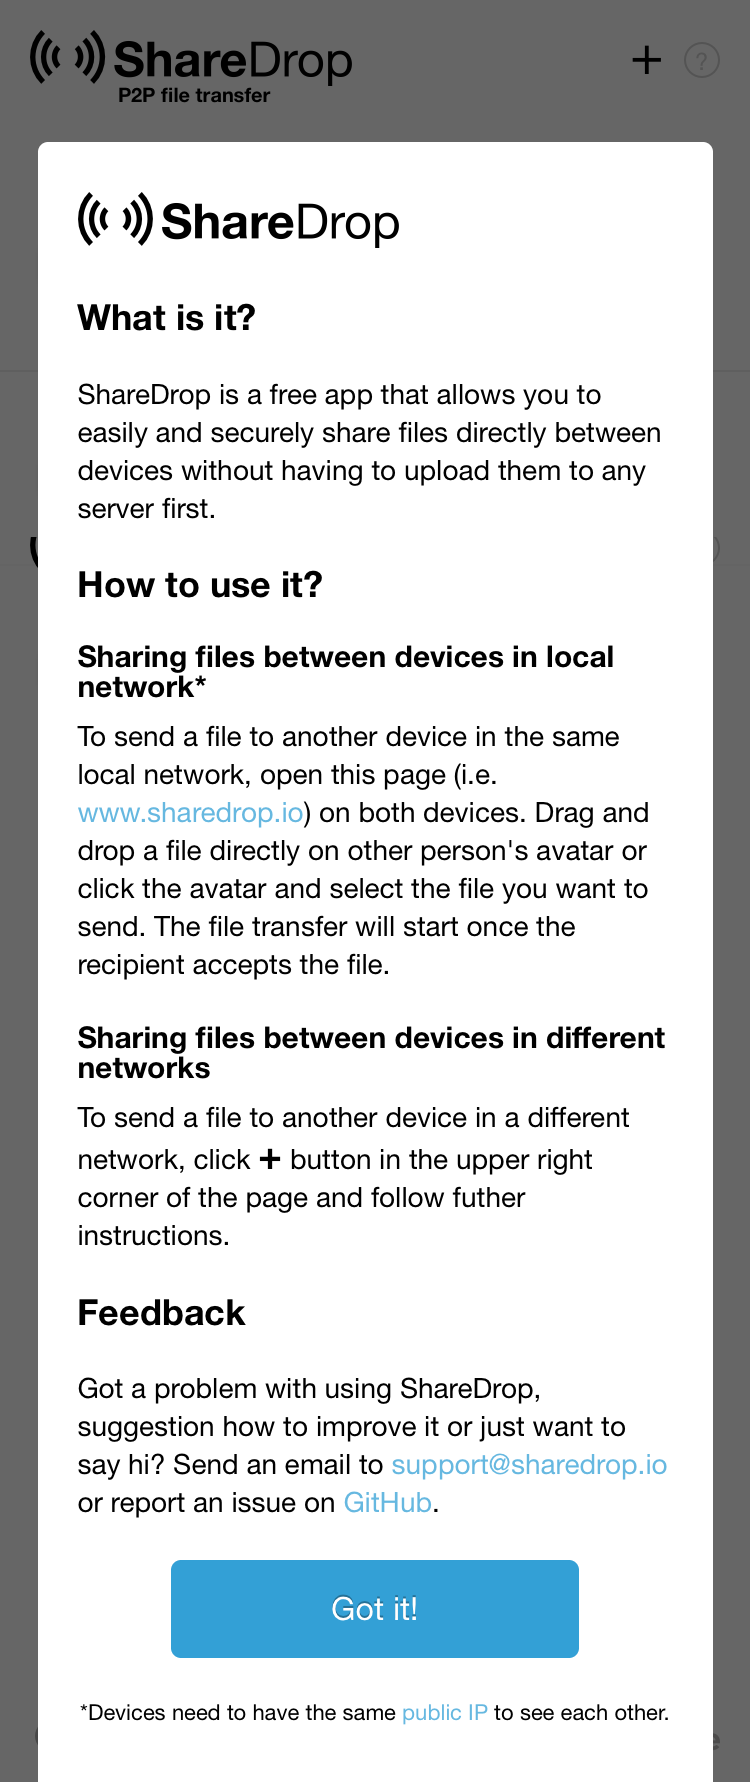 ShareDrop
P2P file transfer
+ ?
ShareDrop
What is it?
ShareDrop is a free app that allows you to
easily and securely share files directly between
devices without having to upload them to any
server first.
How to use it?
Sharing files between devices in local
network*
To send a file to another device in the same
local network, open this page (i.e.
www.sharedrop.io) on both devices. Drag and
drop a file directly on other person's avatar or
click the avatar and select the file you want to
send. The file transfer will start once the
recipient accepts the file.
Sharing files between devices in different
networks
To send a file to another device in a different
network, click + button in the upper right
corner of the page and follow futher
instructions.
Feedback
Got a problem with using ShareDrop,
suggestion how to improve it or just want to
say hi? Send an email to support@sharedrop.io
or report an issue on GitHub.
Got it!
*Devices need to have the same public IP to see each other.